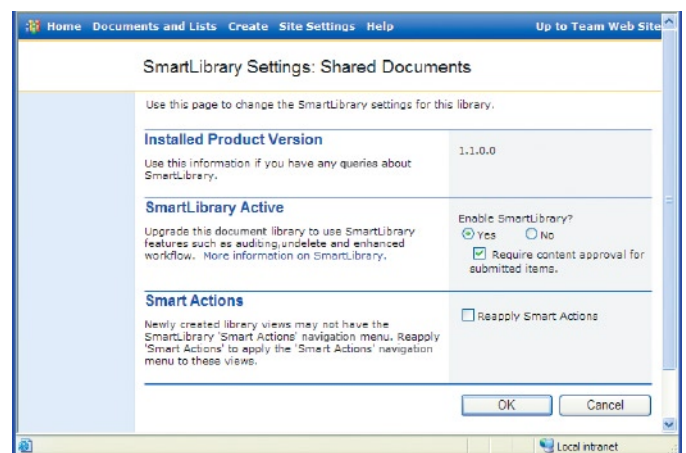 Home Documents and Lists Create Site Settings Help Up to Team Web Site
SmartLibrary Settings: Shared Documents
Use this page to change the SmartLibrary settings for this library.
Installed Product Version
Use this information if you have any queries about
SmartLibrary.
1.1.0.0
SmartLibrary Active
Upgrade this document library to use SmartLibrary
features such as auditing,undelete and enhanced
workflow. More information on SmartLibrary.
Enable SmartLibrary?
Yes No
Require content approval for
submitted items.
Smart Actions
Newly created library views may not have the
SmartLibrary 'Smart Actions' navigation menu. Reapply
'Smart Actions' to apply the 'Smart Actions' navigation
menu to these views.
Reapply Smart Actions
OK Cancel
Local intranet